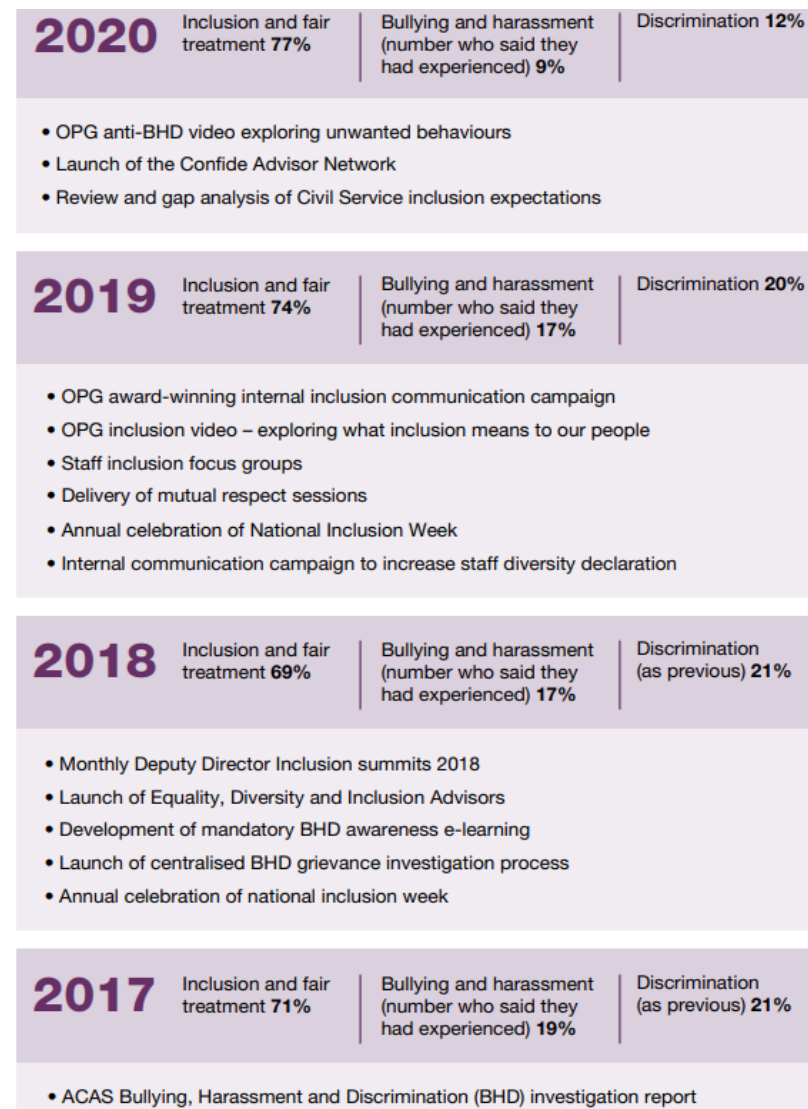 2020
Inclusion and fair
treatment 77%
Bullying and harassment
(number who said they
had experienced) 9%
Discrimination 12%
• OPG anti-BHD video exploring unwanted behaviours
• Launch of the Confide Advisor Network
• Review and gap analysis of Civil Service inclusion expectations
2019
Inclusion and fair
treatment 74%
Bullying and harassment
(number who said they
had experienced) 17%
Discrimination 20%
• OPG award-winning internal inclusion communication campaign
• OPG inclusion video – exploring what inclusion means to our people
• Staff inclusion focus groups
• Delivery of mutual respect sessions
• Annual celebration of National Inclusion Week
• Internal communication campaign to increase staff diversity declaration
2018
Inclusion and fair
treatment 69%
Bullying and harassment
(number who said they
had experienced) 17%
Discrimination
(as previous) 21%
• Monthly Deputy Director Inclusion summits 2018
• Launch of Equality, Diversity and Inclusion Advisors
• Development of mandatory BHD awareness e-learning
• Launch of centralised BHD grievance investigation process
• Annual celebration of national inclusion week
2017
Inclusion and fair
treatment 71%
Bullying and harassment
(number who said they
had experienced) 19%
Discrimination
(as previous) 21%
• ACAS Bullying, Harassment and Discrimination (BHD) investigation report